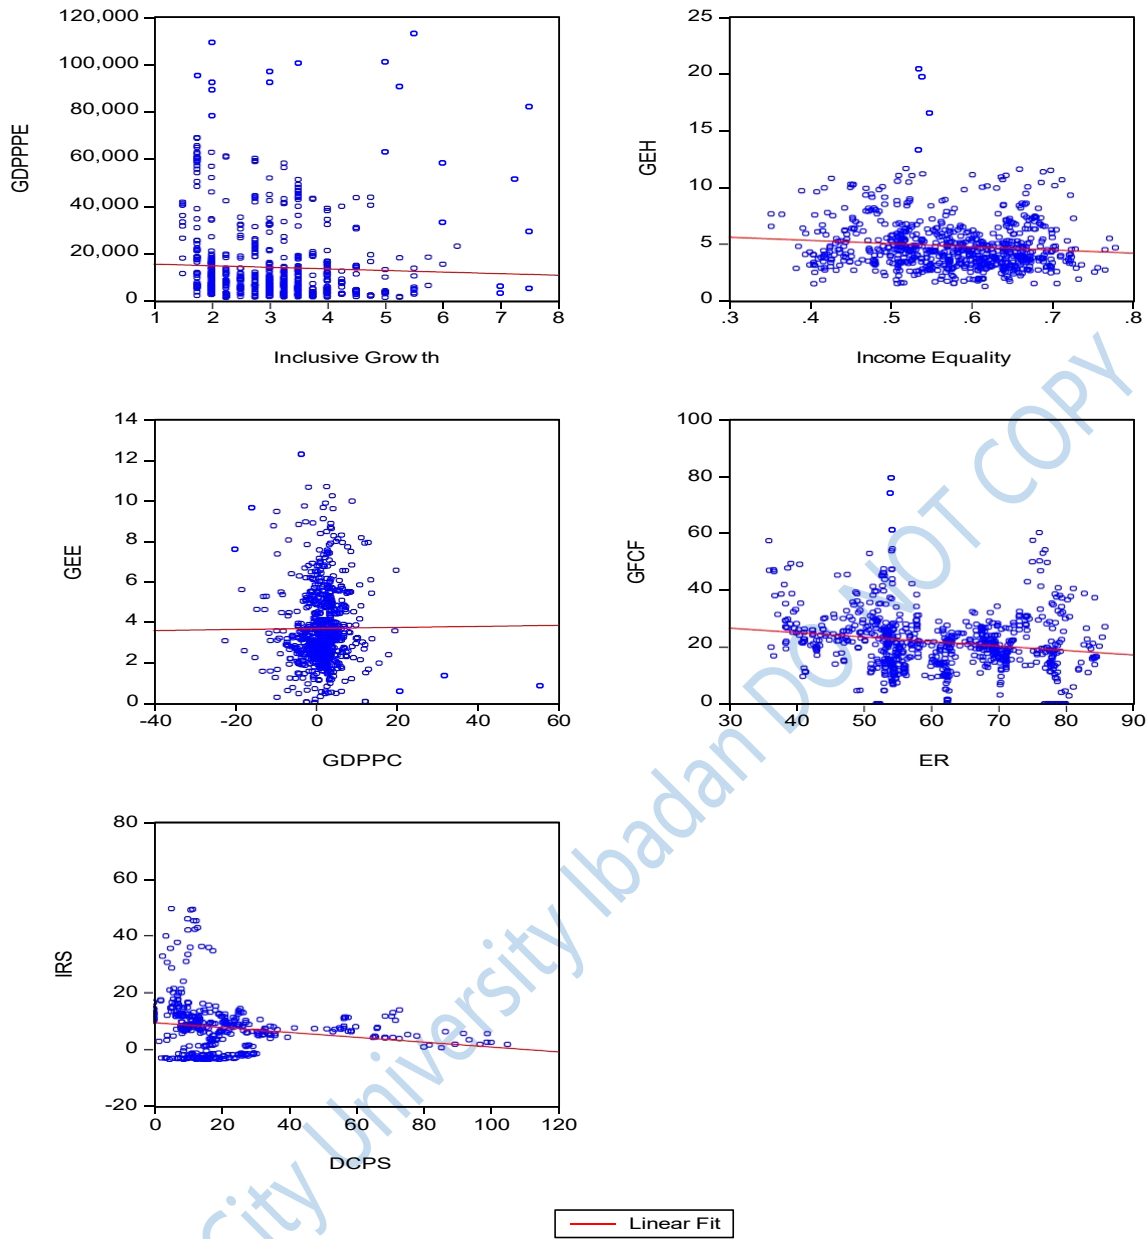 120,000
100,000
80,000
60,000
40,000
20,000
0
1 2 3 4 5 6 7 8
GDPPPE
Inclusive Growth
25
20
15
10
5
0
.3 .4 .5 .6 .7 .8
GEH
Income Equality
14
12
10
8
6
4
2
0
-40 -20 0 20 40 60
GEE
GDPPC
100
80
60
40
20
0
30 40 50 60 70 80 90
GFCF
ER
80
60
40
20
0
-20
0 20 40 60 80 100 120
IRS
DCPS
Linear Fit
City University Ibadan DO NOT COPY